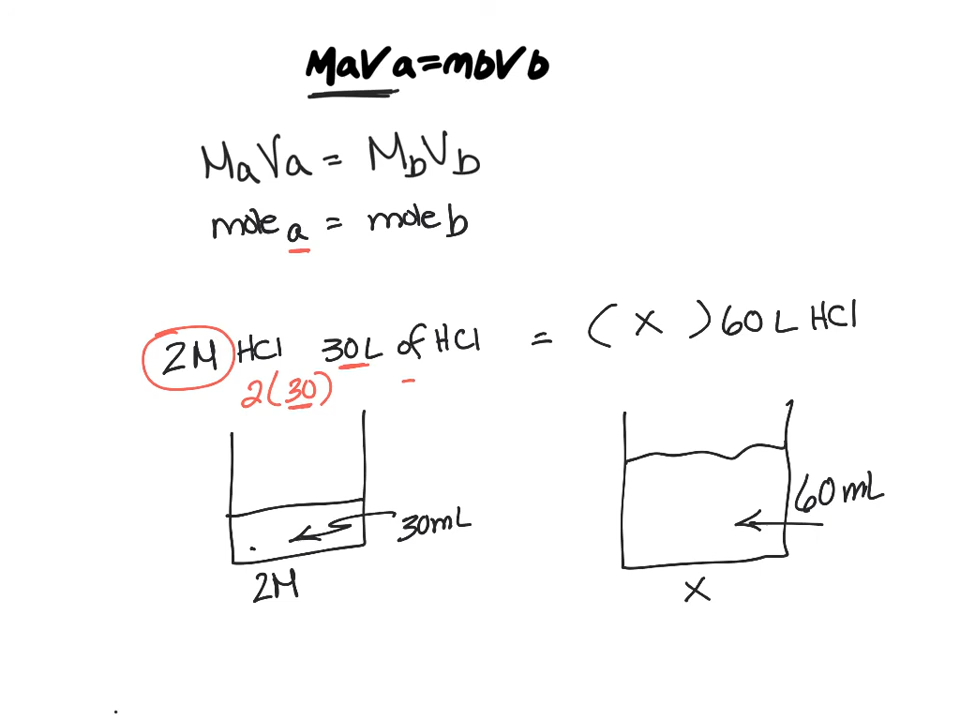 MaVa=mbVb
MaVa = MbVb
mole a = mole b
2M HCl 30L of HCl = ( X ) 60 L HCl
2(30)
30mL
60mL
2M
X